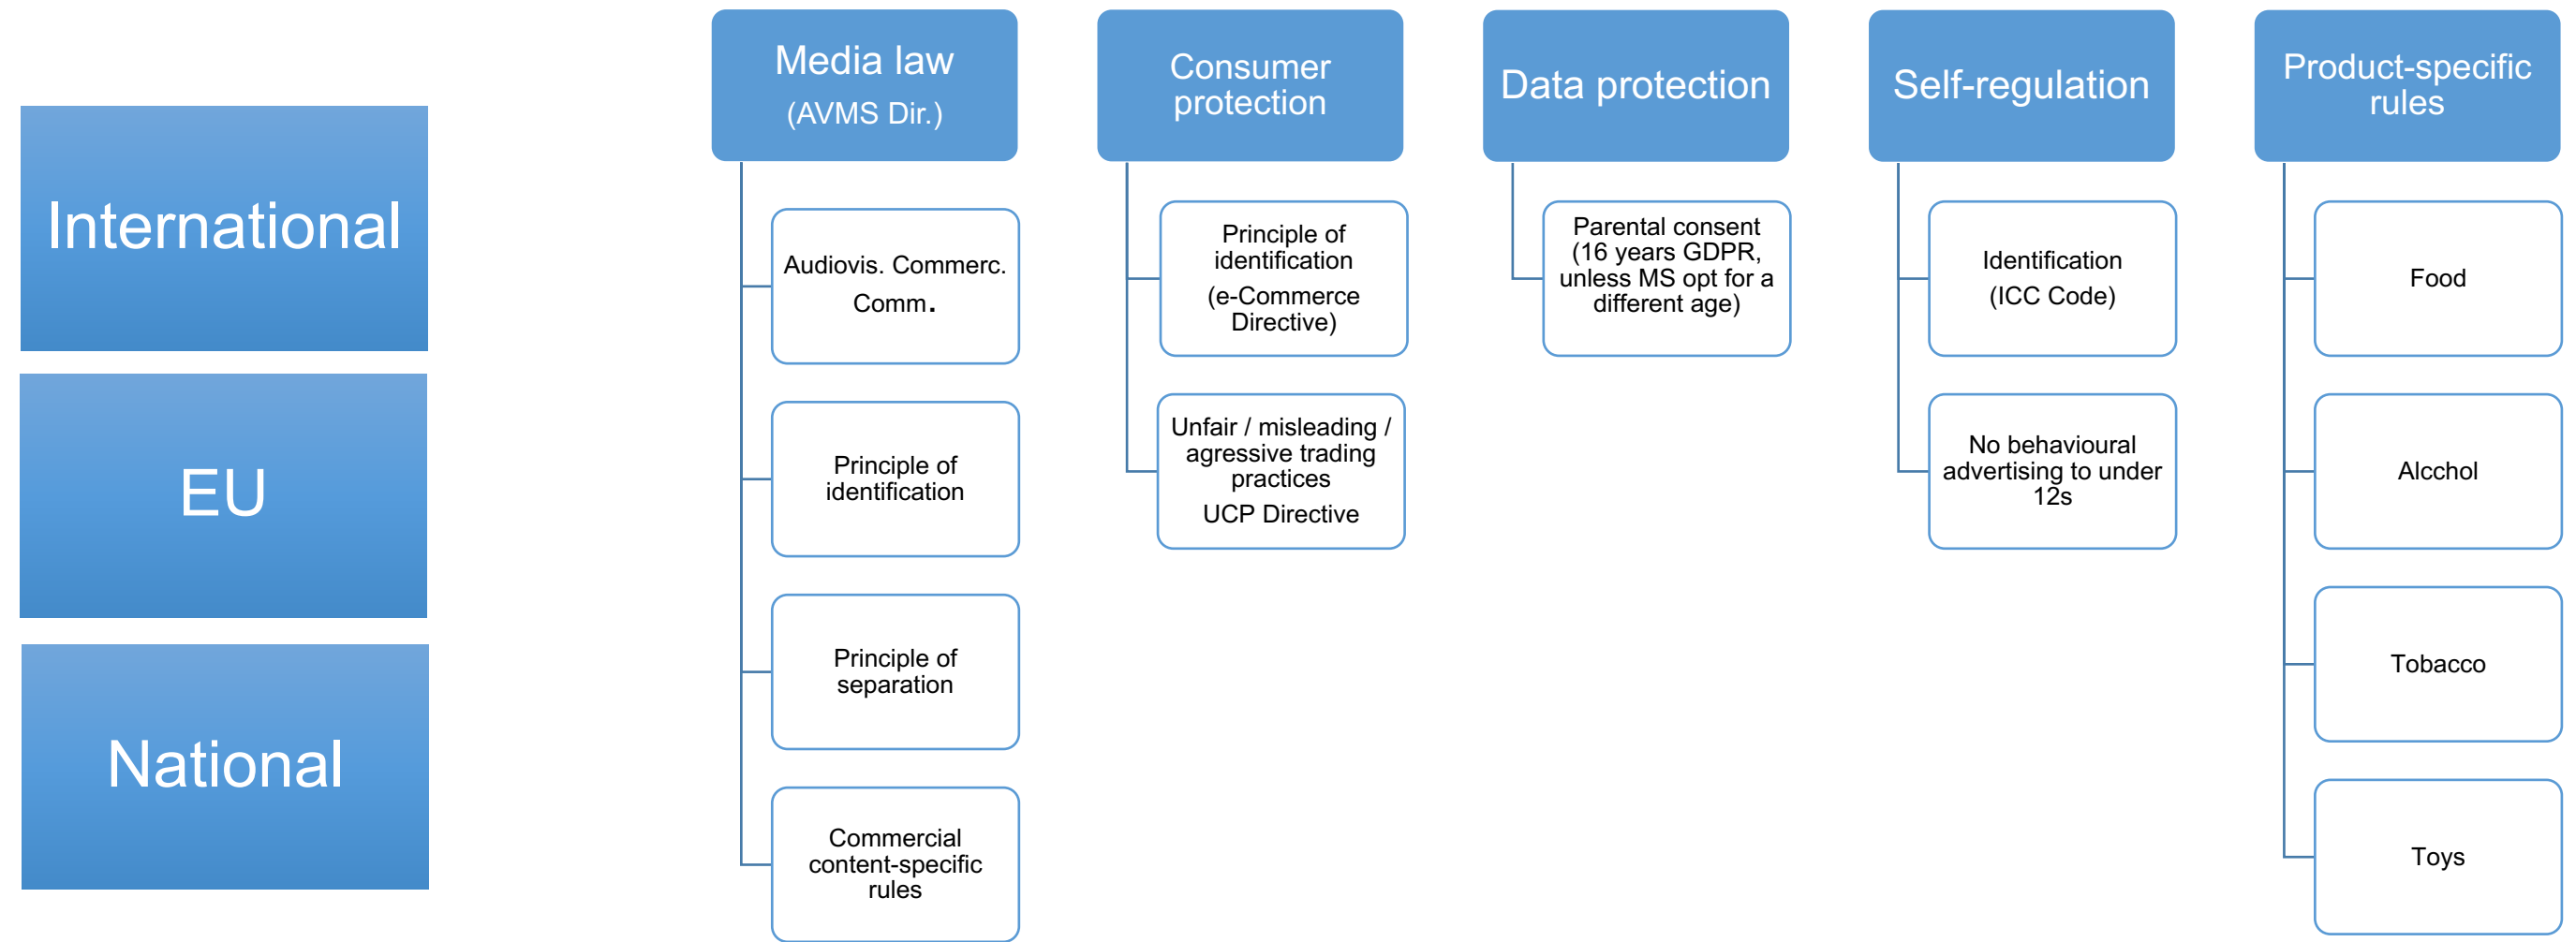 International
EU
National
Media law
(AVMS Dir.)
Audiovis. Commerc.
Comm.
Principle of
identification
Principle of
separation
Commercial
content-specific
rules
Consumer
protection
Principle of
identification
(e-Commerce
Directive)
Unfair / misleading /
agressive trading
practices
UCP Directive
Data protection
Parental consent
(16 years GDPR,
unless MS opt for a
different age)
Self-regulation
Identification
(ICC Code)
No behavioural
advertising to under
12s
Product-specific
rules
Food
Alcchol
Tobacco
Toys